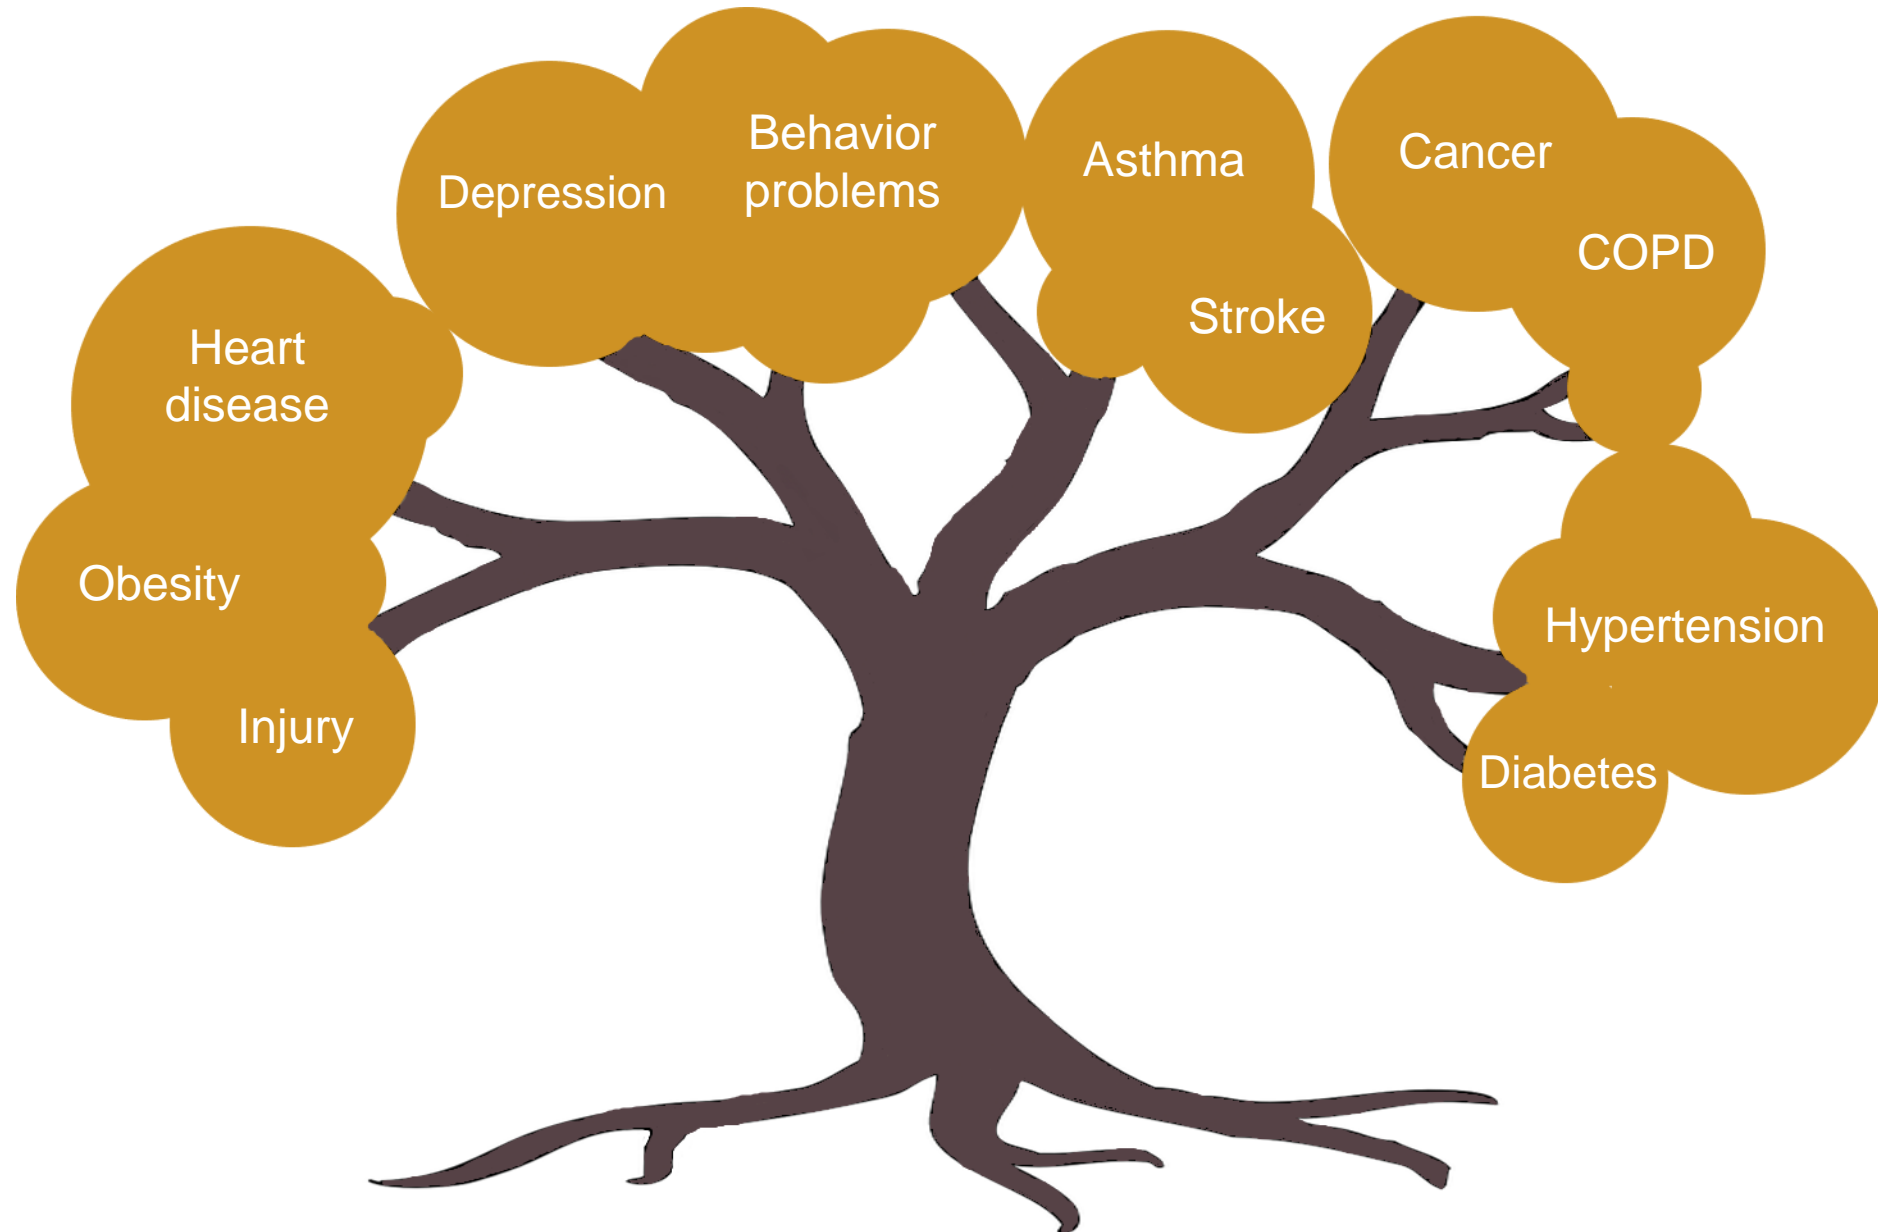 Behavior
problems
Depression
Asthma
Cancer
COPD
Stroke
Heart
disease
Obesity
Injury
Hypertension
Diabetes